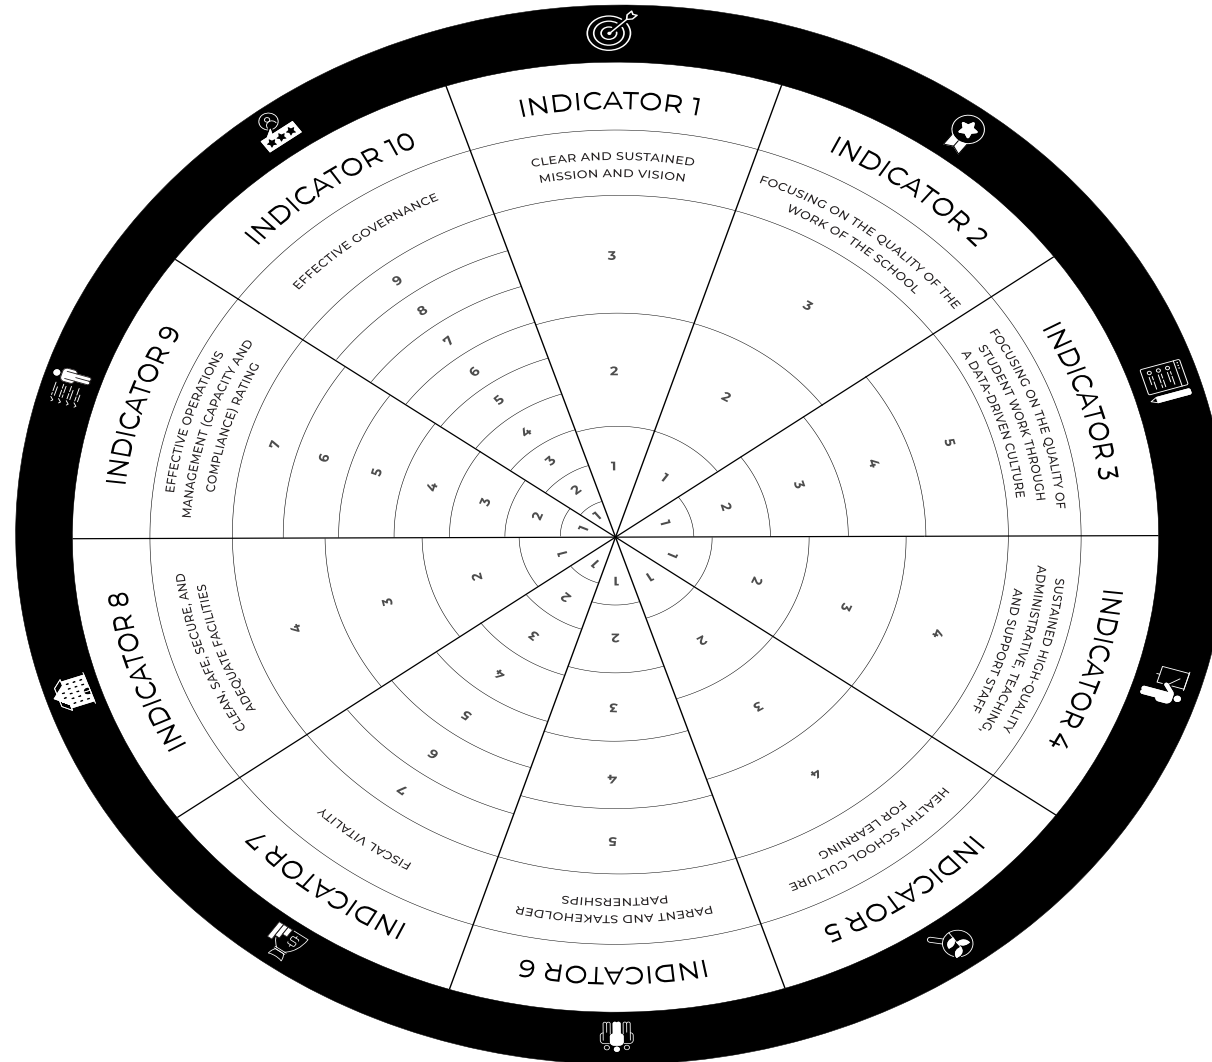 INDICATOR 1
CLEAR AND SUSTAINED
MISSION AND VISION
3
2
1
INDICATOR 2
FOCUSING ON THE QUALITY OF THE
WORK OF THE SCHOOL
3
2
1
INDICATOR 3
FOCUSING ON THE QUALITY OF
STUDENT WORK THROUGH
A DATA-DRIVEN CULTURE
5
4
3
2
1
INDICATOR 4
SUSTAINED HIGH-QUALITY
ADMINISTRATIVE, TEACHING,
AND SUPPORT STAFF
4
3
2
1
INDICATOR 5
HEALTHY SCHOOL CULTURE
FOR LEARNING
4
3
2
1
INDICATOR 6
PARENT AND STAKEHOLDER
PARTNERSHIPS
5
4
3
2
1
INDICATOR 7
FISCAL VITALITY
7
6
5
4
3
2
1
INDICATOR 8
CLEAN, SAFE, SECURE, AND
ADEQUATE FACILITIES
4
3
2
1
INDICATOR 9
EFFECTIVE OPERATIONS
MANAGEMENT (CAPACITY AND
COMPLIANCE) RATING
7
6
5
4
3
2
1
INDICATOR 10
EFFECTIVE GOVERNANCE
9
8
7
6
5
4
3
2
1
$